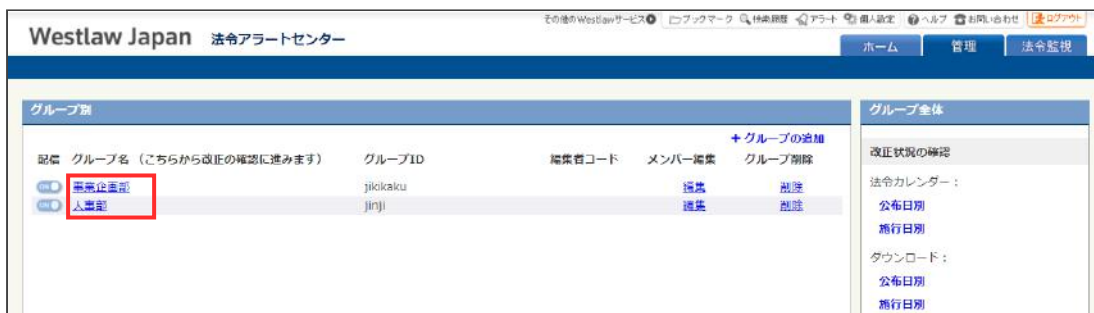 その他のWestlawサービス ブックマーク 検索履歴 アラート 個人設定 ヘルプ お問い合わせ ログアウト
Westlaw Japan 法令アラートセンター
ホーム 管理 法令監視
グループ別
+ グループの追加
配信 グループ名 (こちらから改正の確認に進みます) グループID 編集者コード メンバー編集 グループ削除
ON 事業企画部 jikikaku 編集 削除
ON 人事部 jinji 編集 削除
グループ全体
改正状況の確認
法令カレンダー:
公布日別
施行日別
ダウンロード:
公布日別
施行日別